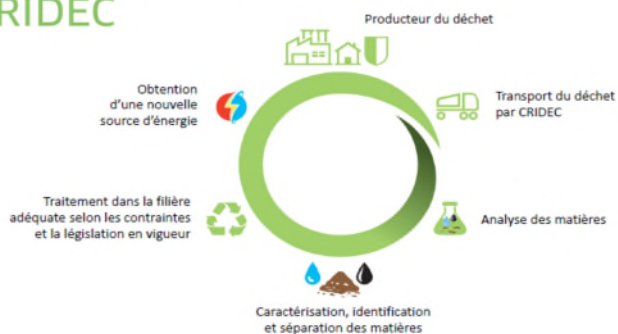 RIDEC
Producteur du déchet
Transport du déchet
par CRIDEC
Analyse des matières
Caractérisation, identification
et séparation des matières
Traitement dans la filière
adéquate selon les contraintes
et la législation en vigueur
Obtention
d'une nouvelle
source d'énergie